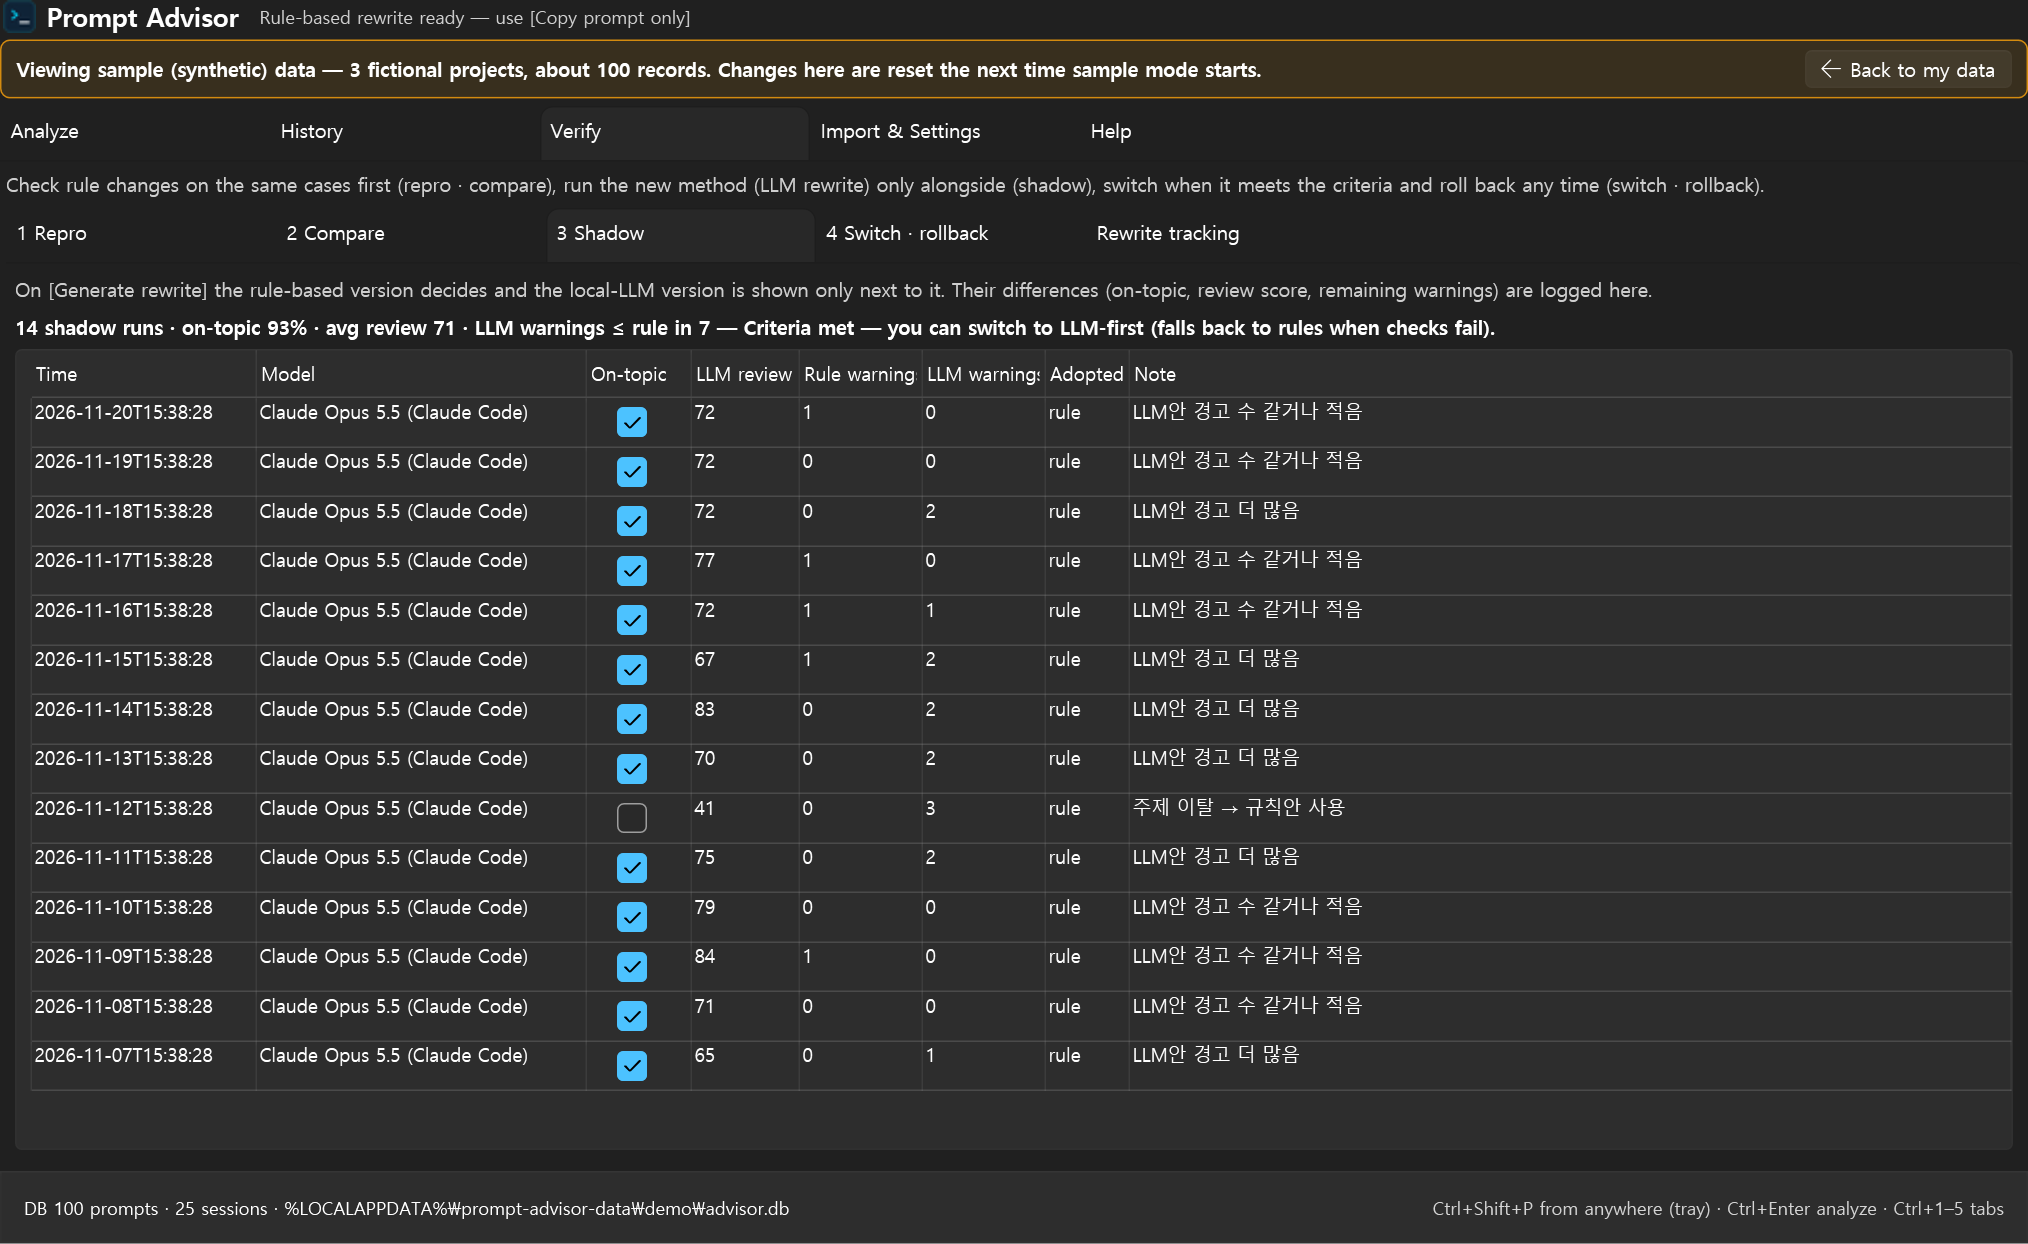 Prompt Advisor Rule-based rewrite ready — use [Copy prompt only]
Viewing sample (synthetic) data — 3 fictional projects, about 100 records. Changes here are reset the next time sample mode starts. ← Back to my data
Analyze History Verify Import & Settings Help
Check rule changes on the same cases first (repro · compare), run the new method (LLM rewrite) only alongside (shadow), switch when it meets the criteria and roll back any time (switch · rollback).
1 Repro 2 Compare 3 Shadow 4 Switch · rollback Rewrite tracking
On [Generate rewrite] the rule-based version decides and the local-LLM version is shown only next to it. Their differences (on-topic, review score, remaining warnings) are logged here.
14 shadow runs · on-topic 93% · avg review 71 · LLM warnings ≤ rule in 7 — Criteria met — you can switch to LLM-first (falls back to rules when checks fail).
Time Model On-topic LLM review Rule warning LLM warnings Adopted Note
2026-11-20T15:38:28 Claude Opus 5.5 (Claude Code) 72 1 0 rule LLM안 경고 수 같거나 적음
2026-11-19T15:38:28 Claude Opus 5.5 (Claude Code) 72 0 0 rule LLM안 경고 수 같거나 적음
2026-11-18T15:38:28 Claude Opus 5.5 (Claude Code) 72 0 2 rule LLM안 경고 더 많음
2026-11-17T15:38:28 Claude Opus 5.5 (Claude Code) 77 1 0 rule LLM안 경고 수 같거나 적음
2026-11-16T15:38:28 Claude Opus 5.5 (Claude Code) 72 1 1 rule LLM안 경고 수 같거나 적음
2026-11-15T15:38:28 Claude Opus 5.5 (Claude Code) 67 1 2 rule LLM안 경고 더 많음
2026-11-14T15:38:28 Claude Opus 5.5 (Claude Code) 83 0 2 rule LLM안 경고 더 많음
2026-11-13T15:38:28 Claude Opus 5.5 (Claude Code) 70 0 2 rule LLM안 경고 더 많음
2026-11-12T15:38:28 Claude Opus 5.5 (Claude Code) 41 0 3 rule 주제 이탈 → 규칙안 사용
2026-11-11T15:38:28 Claude Opus 5.5 (Claude Code) 75 0 2 rule LLM안 경고 더 많음
2026-11-10T15:38:28 Claude Opus 5.5 (Claude Code) 79 0 0 rule LLM안 경고 수 같거나 적음
2026-11-09T15:38:28 Claude Opus 5.5 (Claude Code) 84 1 0 rule LLM안 경고 수 같거나 적음
2026-11-08T15:38:28 Claude Opus 5.5 (Claude Code) 71 0 0 rule LLM안 경고 수 같거나 적음
2026-11-07T15:38:28 Claude Opus 5.5 (Claude Code) 65 0 1 rule LLM안 경고 더 많음
DB 100 prompts · 25 sessions · %LOCALAPPDATA%₩prompt-advisor-data₩demo₩advisor.db Ctrl+Shift+P from anywhere (tray) · Ctrl+Enter analyze · Ctrl+1–5 tabs